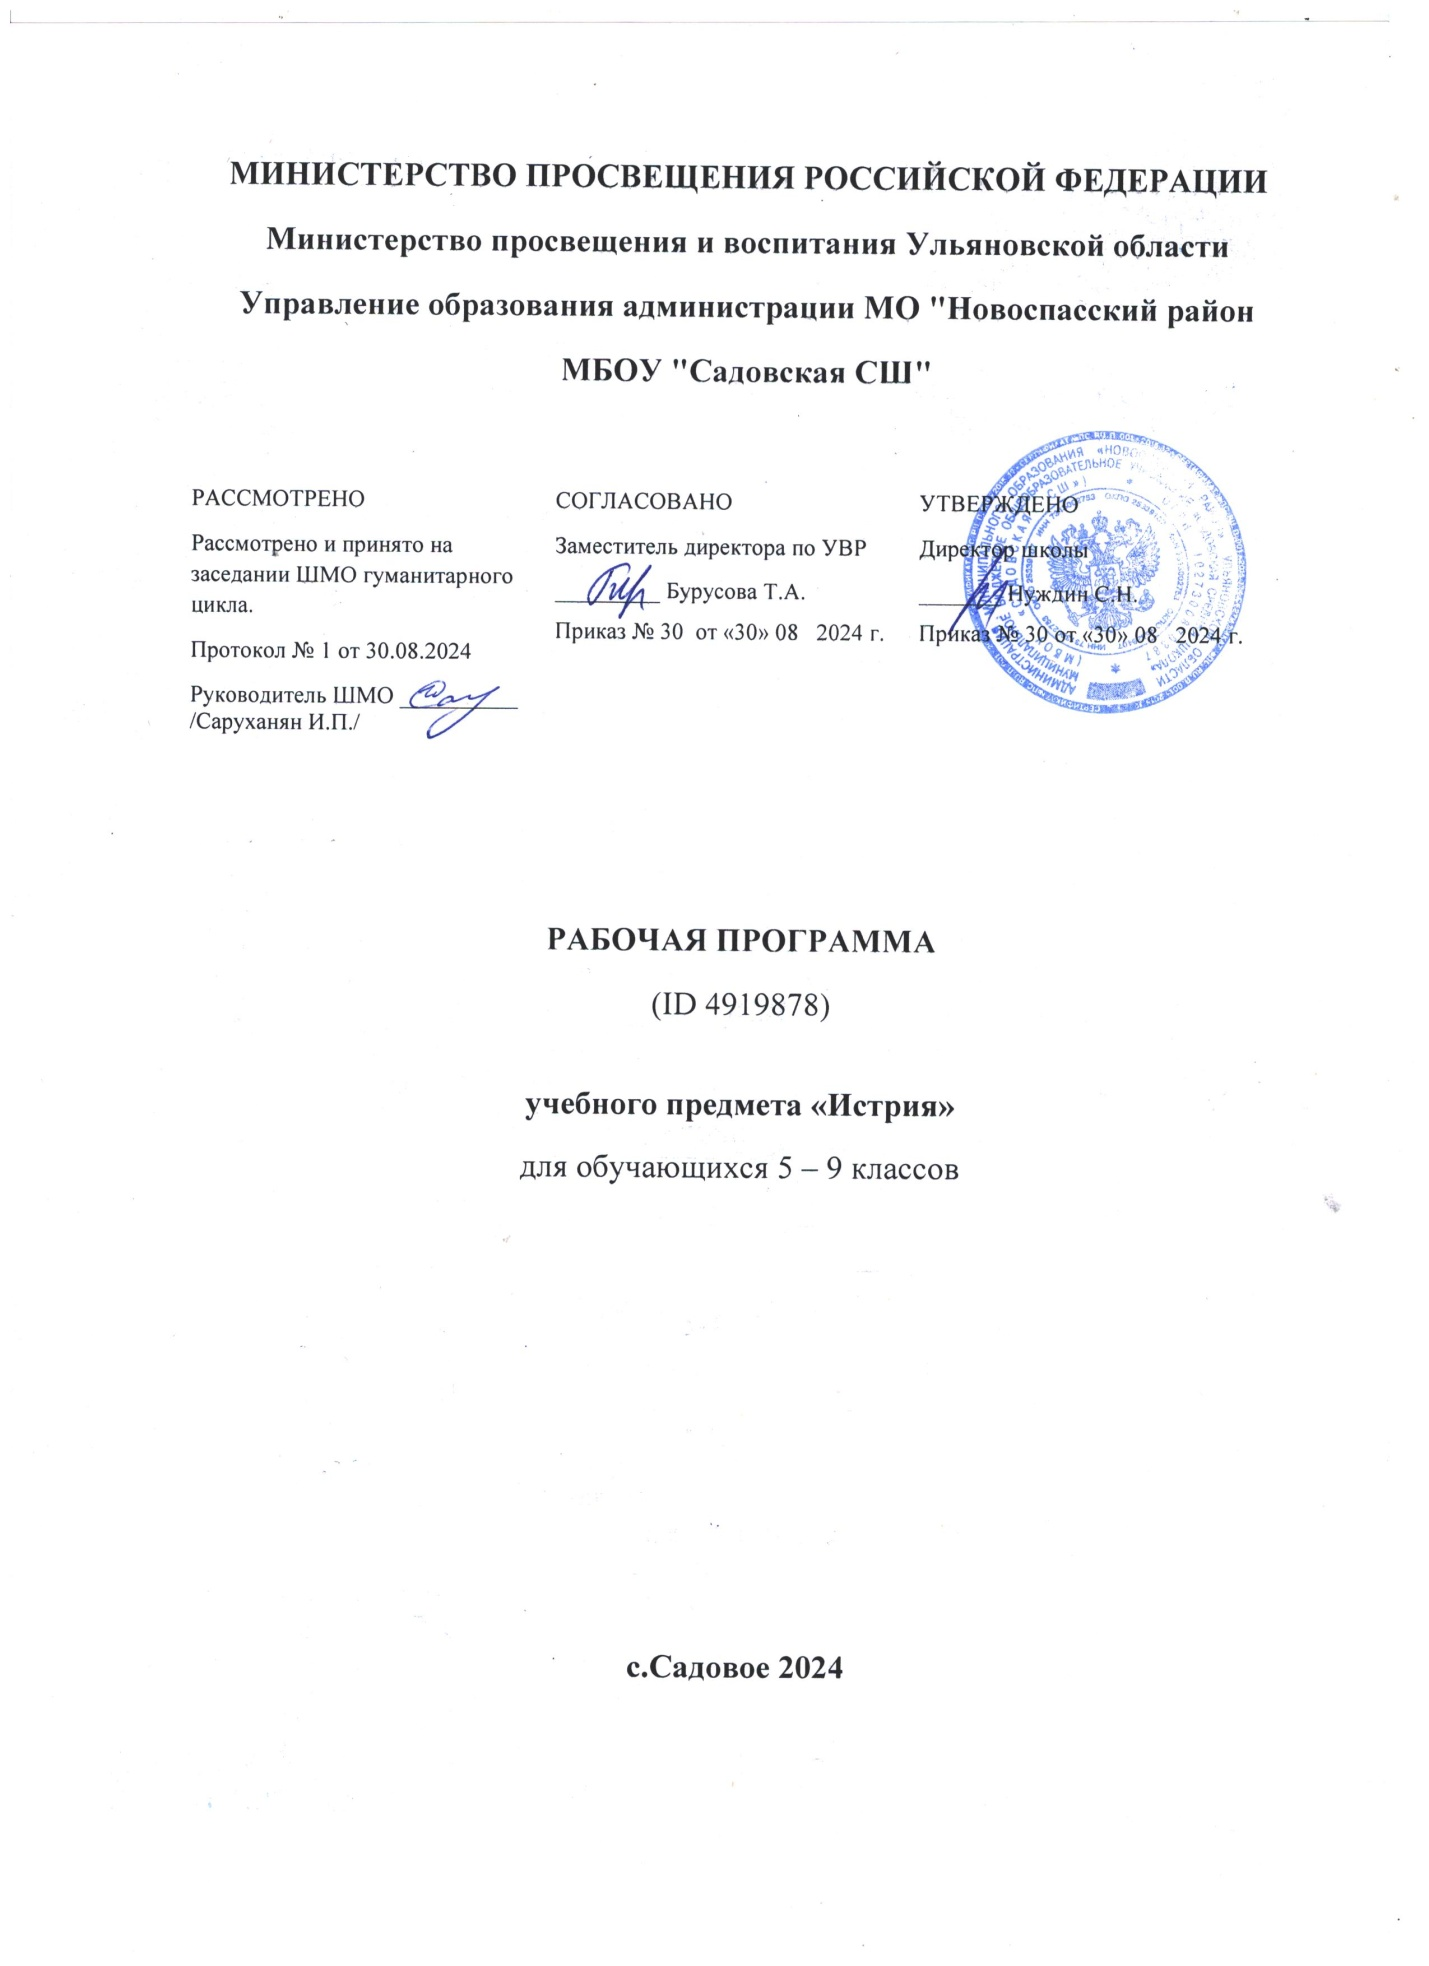 МИНИСТЕРСТВО ПРОСВЕЩЕНИЯ РОССИЙСКОЙ ФЕДЕРАЦИИ
Министерство просвещения и воспитания Ульяновской области
Управление образования администрации МО "Новоспасский район
МБОУ "Садовская СШ"
РАССМОТРЕНО
Рассмотрено и принято на
заседании ШМО гуманитарного
цикла.
Протокол № 1 от 30.08.2024
Руководитель ШМО ___________
/Саруханян И.П./
СОГЛАСОВАНО
Заместитель директора по УВР
_________ Бурусова Т.А.
Приказ № 30 от «30» 08 2024 г.
УТВЕРЖДЕНО
Директор школы
_______ Нуждин С.Н.
Приказ № 30 от «30» 08 2024 г.
РАБОЧАЯ ПРОГРАММА
(ID 4919878)
учебного предмета «Истрия»
для обучающихся 5 – 9 классов
с.Садовое 2024